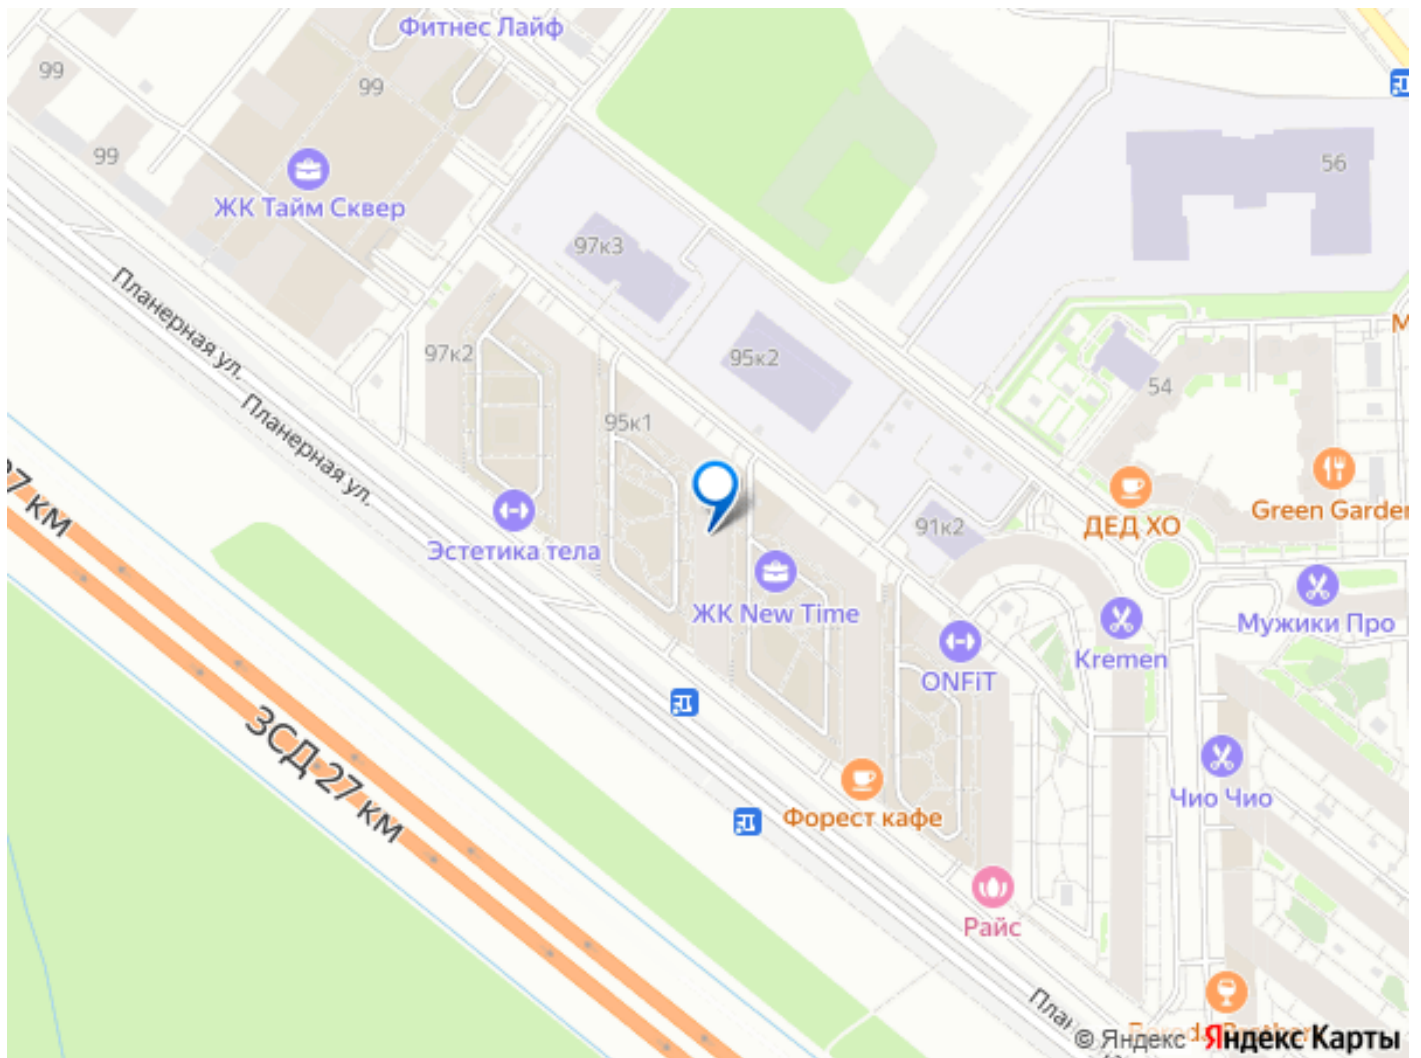 Фитнес Лайф
99
99
99
ЖК Тайм Сквер
56
97к3
Планерная ул.
97к2
95к2
54
Планерная ул.
95к1
Green Garden
ДЕД ХО
91к2
Эстетика тела
27 км
ЖК New Time
Мужики Про
Kremen
ONFiT
ЗСД 27 км
Чио Чио
Форест кафе
Райс
© Яндекс Яндекс Карты